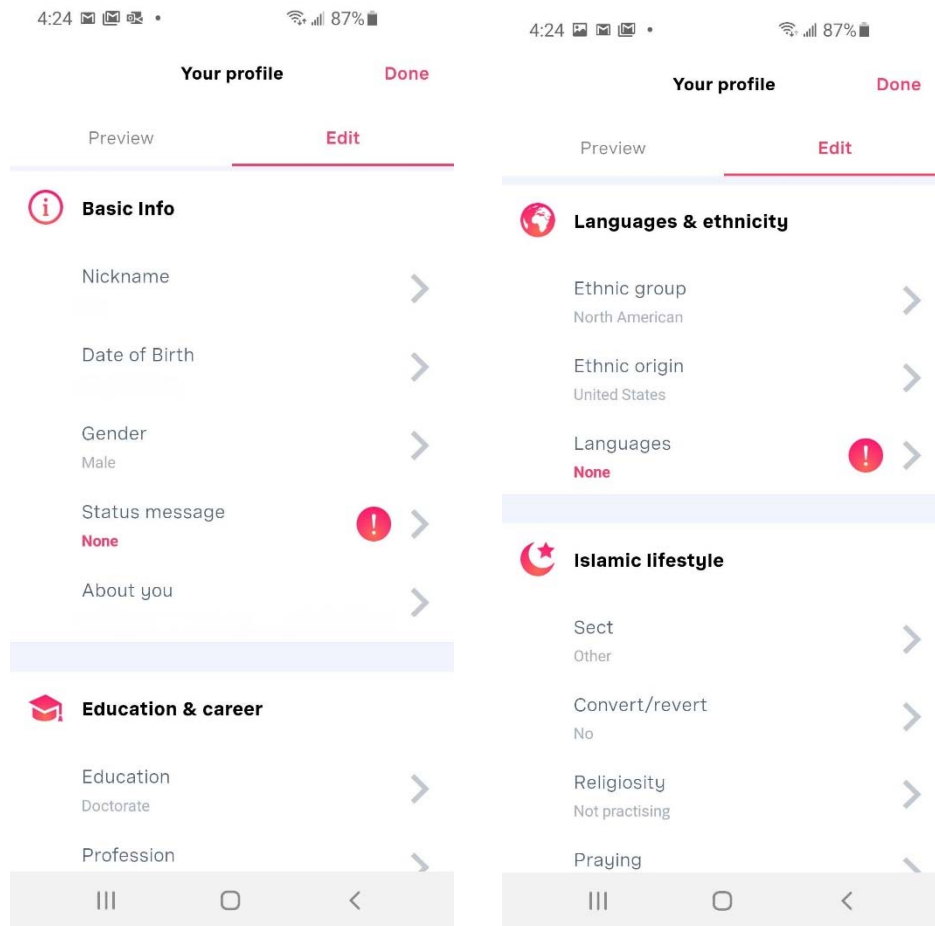 4:24
87%
Your profile
Done
Preview
Edit
Basic Info
Nickname
Date of Birth
Gender
Male
Status message
None
About you
Education & career
Education
Doctorate
Profession
4:24
87%
Your profile
Done
Preview
Edit
Languages & ethnicity
Ethnic group
North American
Ethnic origin
United States
Languages
None
Islamic lifestyle
Sect
Other
Convert/revert
No
Religiosity
Not practising
Praying